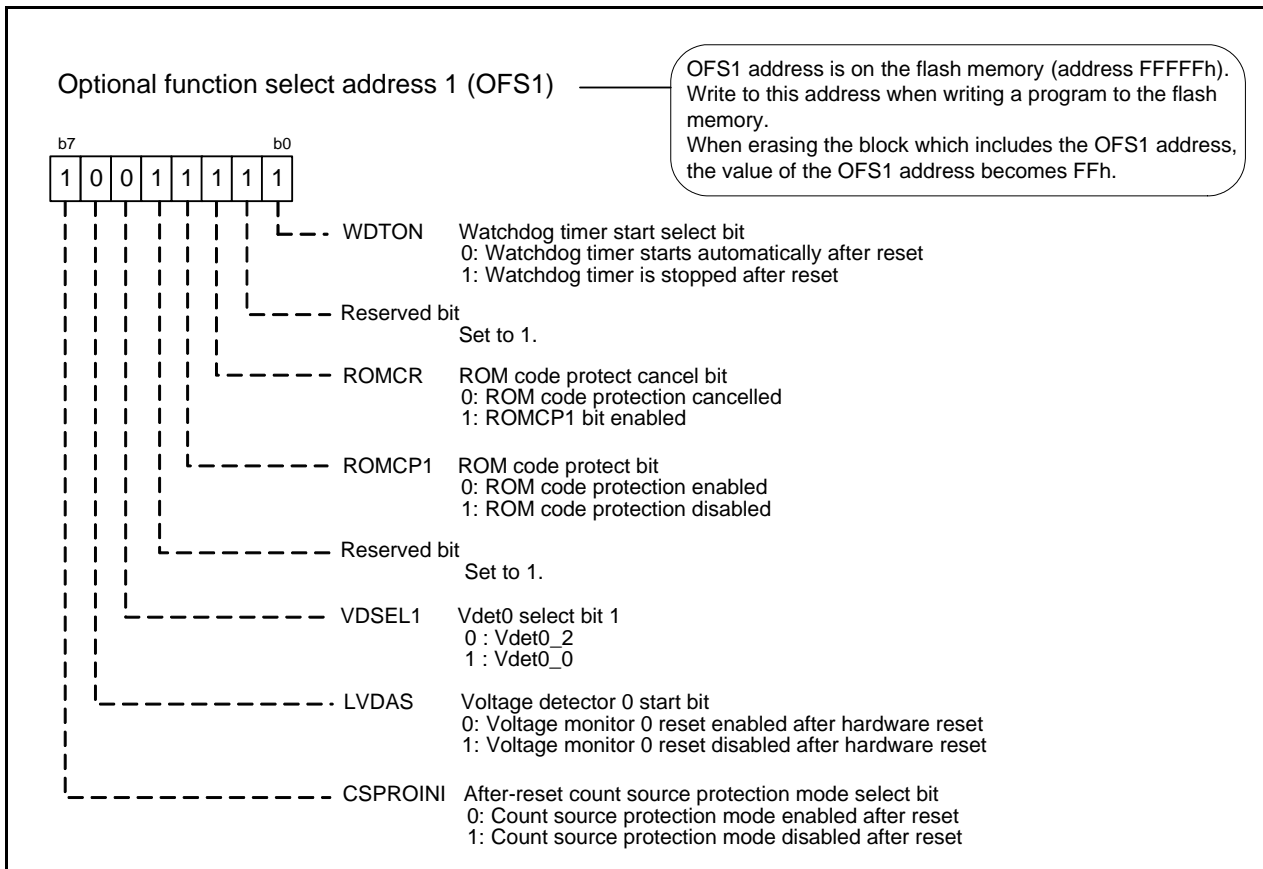 Optional function select address 1 (OFS1)
OFS1 address is on the flash memory (address FFFFFh).
Write to this address when writing a program to the flash
memory.
When erasing the block which includes the OFS1 address,
the value of the OFS1 address becomes FFh.
b7 b0
1 0 0 1 1 1 1 1
WDTON Watchdog timer start select bit
0: Watchdog timer starts automatically after reset
1: Watchdog timer is stopped after reset
Reserved bit
Set to 1.
ROMCR ROM code protect cancel bit
0: ROM code protection cancelled
1: ROMCP1 bit enabled
ROMCP1 ROM code protect bit
0: ROM code protection enabled
1: ROM code protection disabled
Reserved bit
Set to 1.
VDSEL1 Vdet0 select bit 1
0 : Vdet0_2
1 : Vdet0_0
LVDAS Voltage detector 0 start bit
0: Voltage monitor 0 reset enabled after hardware reset
1: Voltage monitor 0 reset disabled after hardware reset
CSPROINI After-reset count source protection mode select bit
0: Count source protection mode enabled after reset
1: Count source protection mode disabled after reset